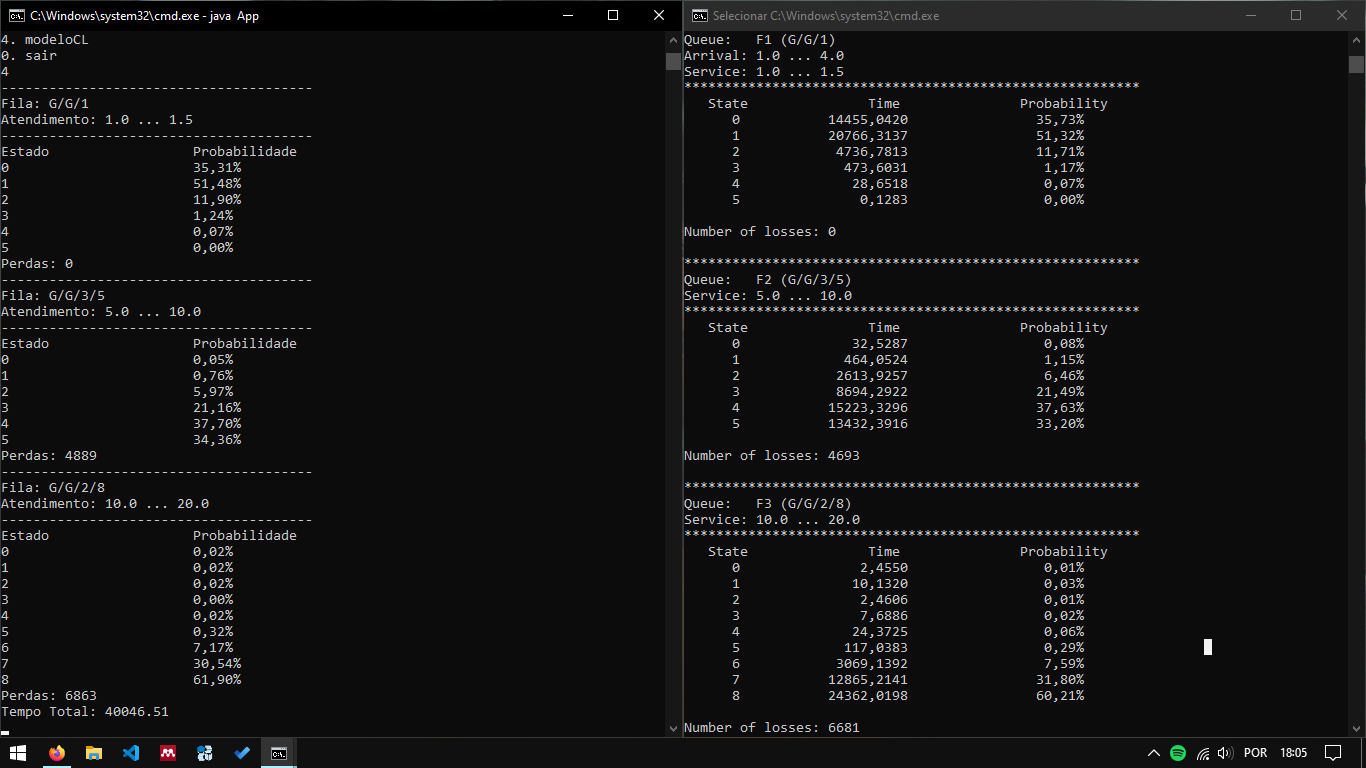 C:\Windows\system32\cmd.exe - java App
4. modeloCL
0. sair
4
---------------------------------------
Fila: G/G/1
Atendimento: 1.0 ... 1.5
---------------------------------------
Estado Probabilidade
0 35,31%
1 51,48%
2 11,90%
3 1,24%
4 0,07%
5 0,00%
Perdas: 0
---------------------------------------
Fila: G/G/3/5
Atendimento: 5.0 ... 10.0
---------------------------------------
Estado Probabilidade
0 0,05%
1 0,76%
2 5,97%
3 21,16%
4 37,70%
5 34,36%
Perdas: 4889
---------------------------------------
Fila: G/G/2/8
Atendimento: 10.0 ... 20.0
---------------------------------------
Estado Probabilidade
0 0,02%
1 0,02%
2 0,02%
3 0,00%
4 0,02%
5 0,32%
6 7,17%
7 30,54%
8 61,90%
Perdas: 6863
Tempo Total: 40046.51
Selecionar C:\Windows\system32\cmd.exe
Queue: F1 (G/G/1)
Arrival: 1.0 ... 4.0
Service: 1.0 ... 1.5
*********************************************************
State Time Probability
0 14455,0420 35,73%
1 20766,3137 51,32%
2 4736,7813 11,71%
3 473,6031 1,17%
4 28,6518 0,07%
5 0,1283 0,00%
Number of losses: 0
*********************************************************
Queue: F2 (G/G/3/5)
Service: 5.0 ... 10.0
*********************************************************
State Time Probability
0 32,5287 0,08%
1 464,0524 1,15%
2 2613,9257 6,46%
3 8694,2922 21,49%
4 15223,3296 37,63%
5 13432,3916 33,20%
Number of losses: 4693
*********************************************************
Queue: F3 (G/G/2/8)
Service: 10.0 ... 20.0
*********************************************************
State Time Probability
0 2,4550 0,01%
1 10,1320 0,03%
2 2,4606 0,01%
3 7,6886 0,02%
4 24,3725 0,06%
5 117,0383 0,29%
6 3069,1392 7,59%
7 12865,2141 31,80%
8 24362,0198 60,21%
Number of losses: 6681
POR 18:05